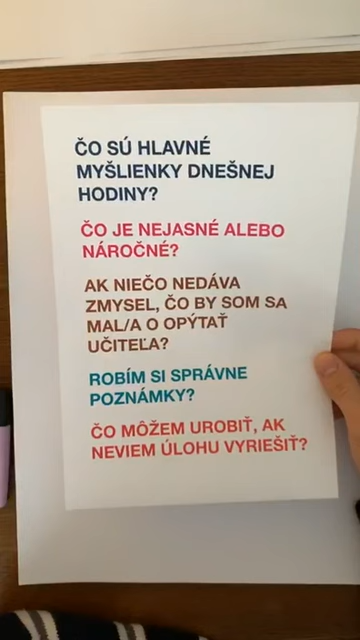 ČO SÚ HLAVNÉ
MYŠLIENKY DNEŠNEJ
HODINY?
ČO JE NEJASNÉ ALEBO
NÁROČNÉ?
AK NIEČO NEDÁVA
ZMYSEL, ČO BY SOM SA
MAL/A O OPÝTAŤ
UČITEĽA?
ROBÍM SI SPRÁVNE
POZNÁMKY?
ČO MÔŽEM UROBIŤ, AK
NEVIEM ÚLOHU VYRIEŠIŤ?